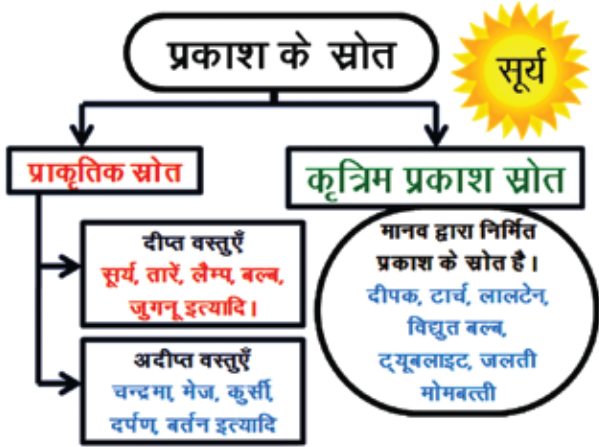 प्रकाश के स्रोत
सूर्य
प्राकृतिक स्रोत
कृत्रिम प्रकाश स्रोत
दीप्त वस्तुएँ
सूर्य, तारें, लैम्प, बल्ब,
जुगनू इत्यादि।
अदीप्त वस्तुएँ
चन्द्रमा, मेज, कुर्सी,
दर्पण, बर्तन इत्यादि
मानव द्वारा निर्मित
प्रकाश के स्रोत है।
दीपक, टार्च, लालटेन,
विद्युत बल्ब,
ट्यूबलाइट, जलती
मोमबत्ती